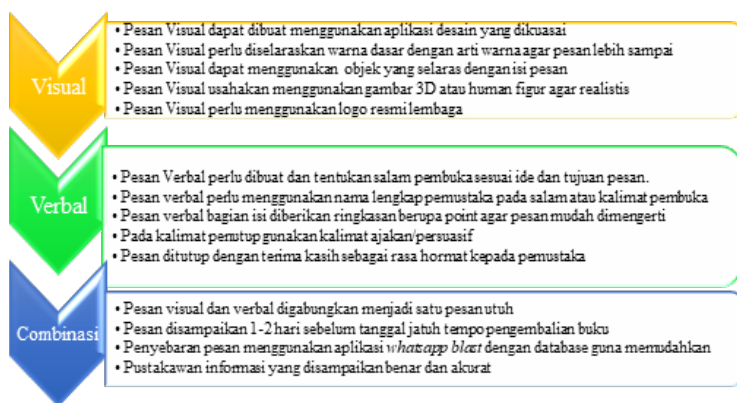 Visual
• Pesan Visual dapat dibuat menggunakan aplikasi desain yang dikuasai
• Pesan Visual perlu diselaraskan warna dasar dengan arti warna agar pesan lebih sampai
• Pesan Visual dapat menggunakan objek yang selaras dengan isi pesan
• Pesan Visual usahakan menggunakan gambar 3D atau human figur agar realistis
• Pesan Visual perlu menggunakan logo resmi lembaga
Verbal
• Pesan Verbal perlu dibuat dan tentukan salam pembuka sesuai ide dan tujuan pesan.
• Pesan verbal perlu menggunakan nama lengkap pemustaka pada salam atau kalimat pembuka
• Pesan verbal bagian isi diberikan ringkasan berupa point agar pesan mudah dimengerti
• Pada kalimat penutup gunakan kalimat ajakan/persuasif
• Pesan ditutup dengan terima kasih sebagai rasa hormat kepada pemustaka
Combinasi
• Pesan visual dan verbal digabungkan menjadi satu pesan utuh
• Pesan disampaikan 1-2 hari sebelum tanggal jatuh tempo pengembalian buku
• Penyebaran pesan menggunakan aplikasi whatsapp blast dengan database guna memudahkan
• Pustakawan informasi yang disampaikan benar dan akurat